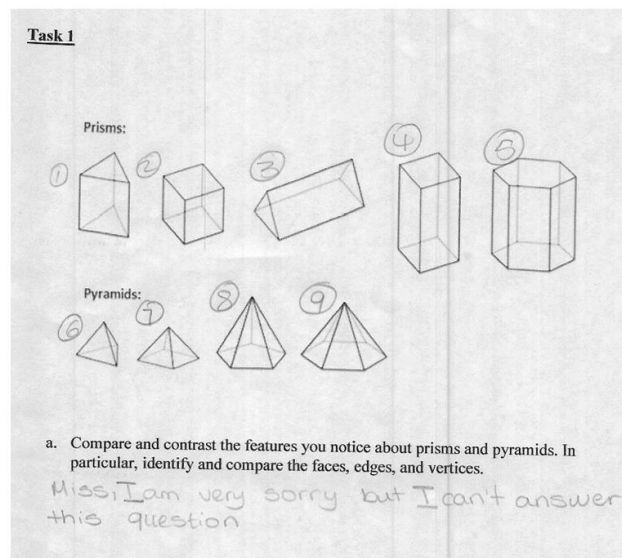 Task 1
Prisms:
1 2 3 4 5
Pyramids:
6 7 8 9
a. Compare and contrast the features you notice about prisms and pyramids. In
particular, identify and compare the faces, edges, and vertices.
Miss, I am very sorry but I can't answer
this question